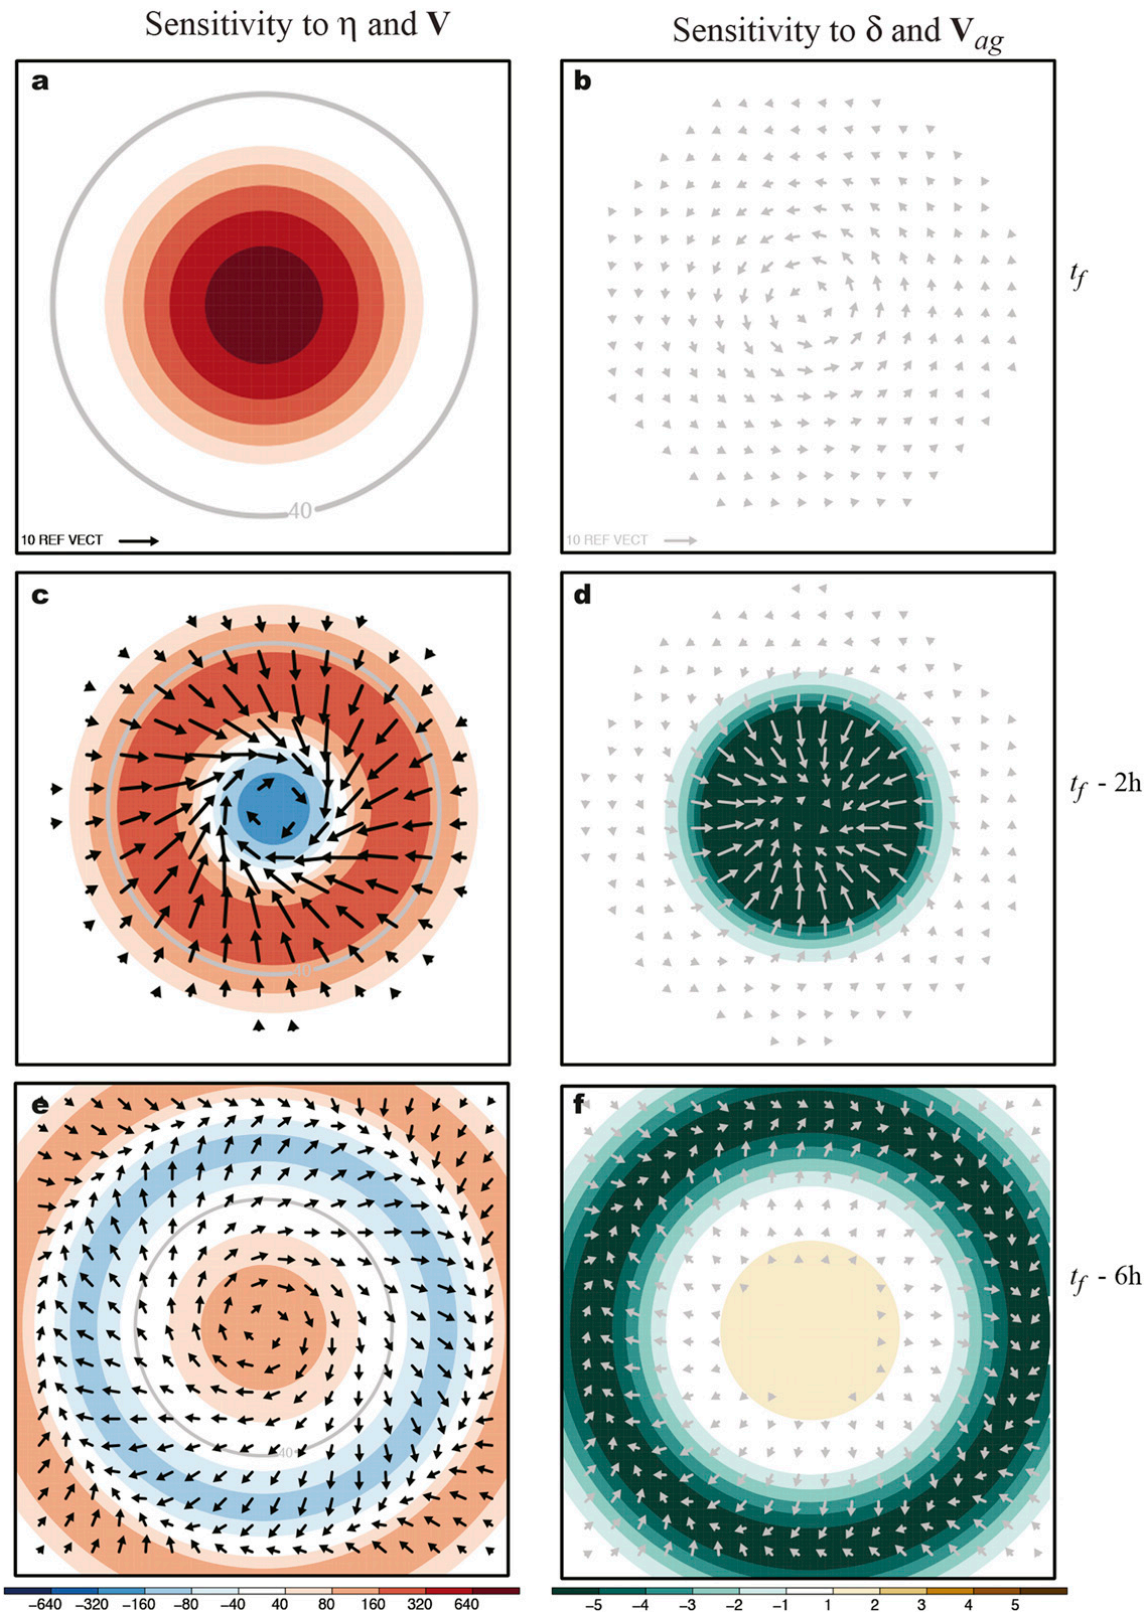 Sensitivity to η and V
Sensitivity to δ and Vag
a
b
40
10 REF VECT
10 REF VECT
tf
c
d
40
tf - 2h
e
f
40
tf - 6h
-640 -320 -160 -80 -40 40 80 160 320 640
-5 -4 -3 -2 -1 1 2 3 4 5